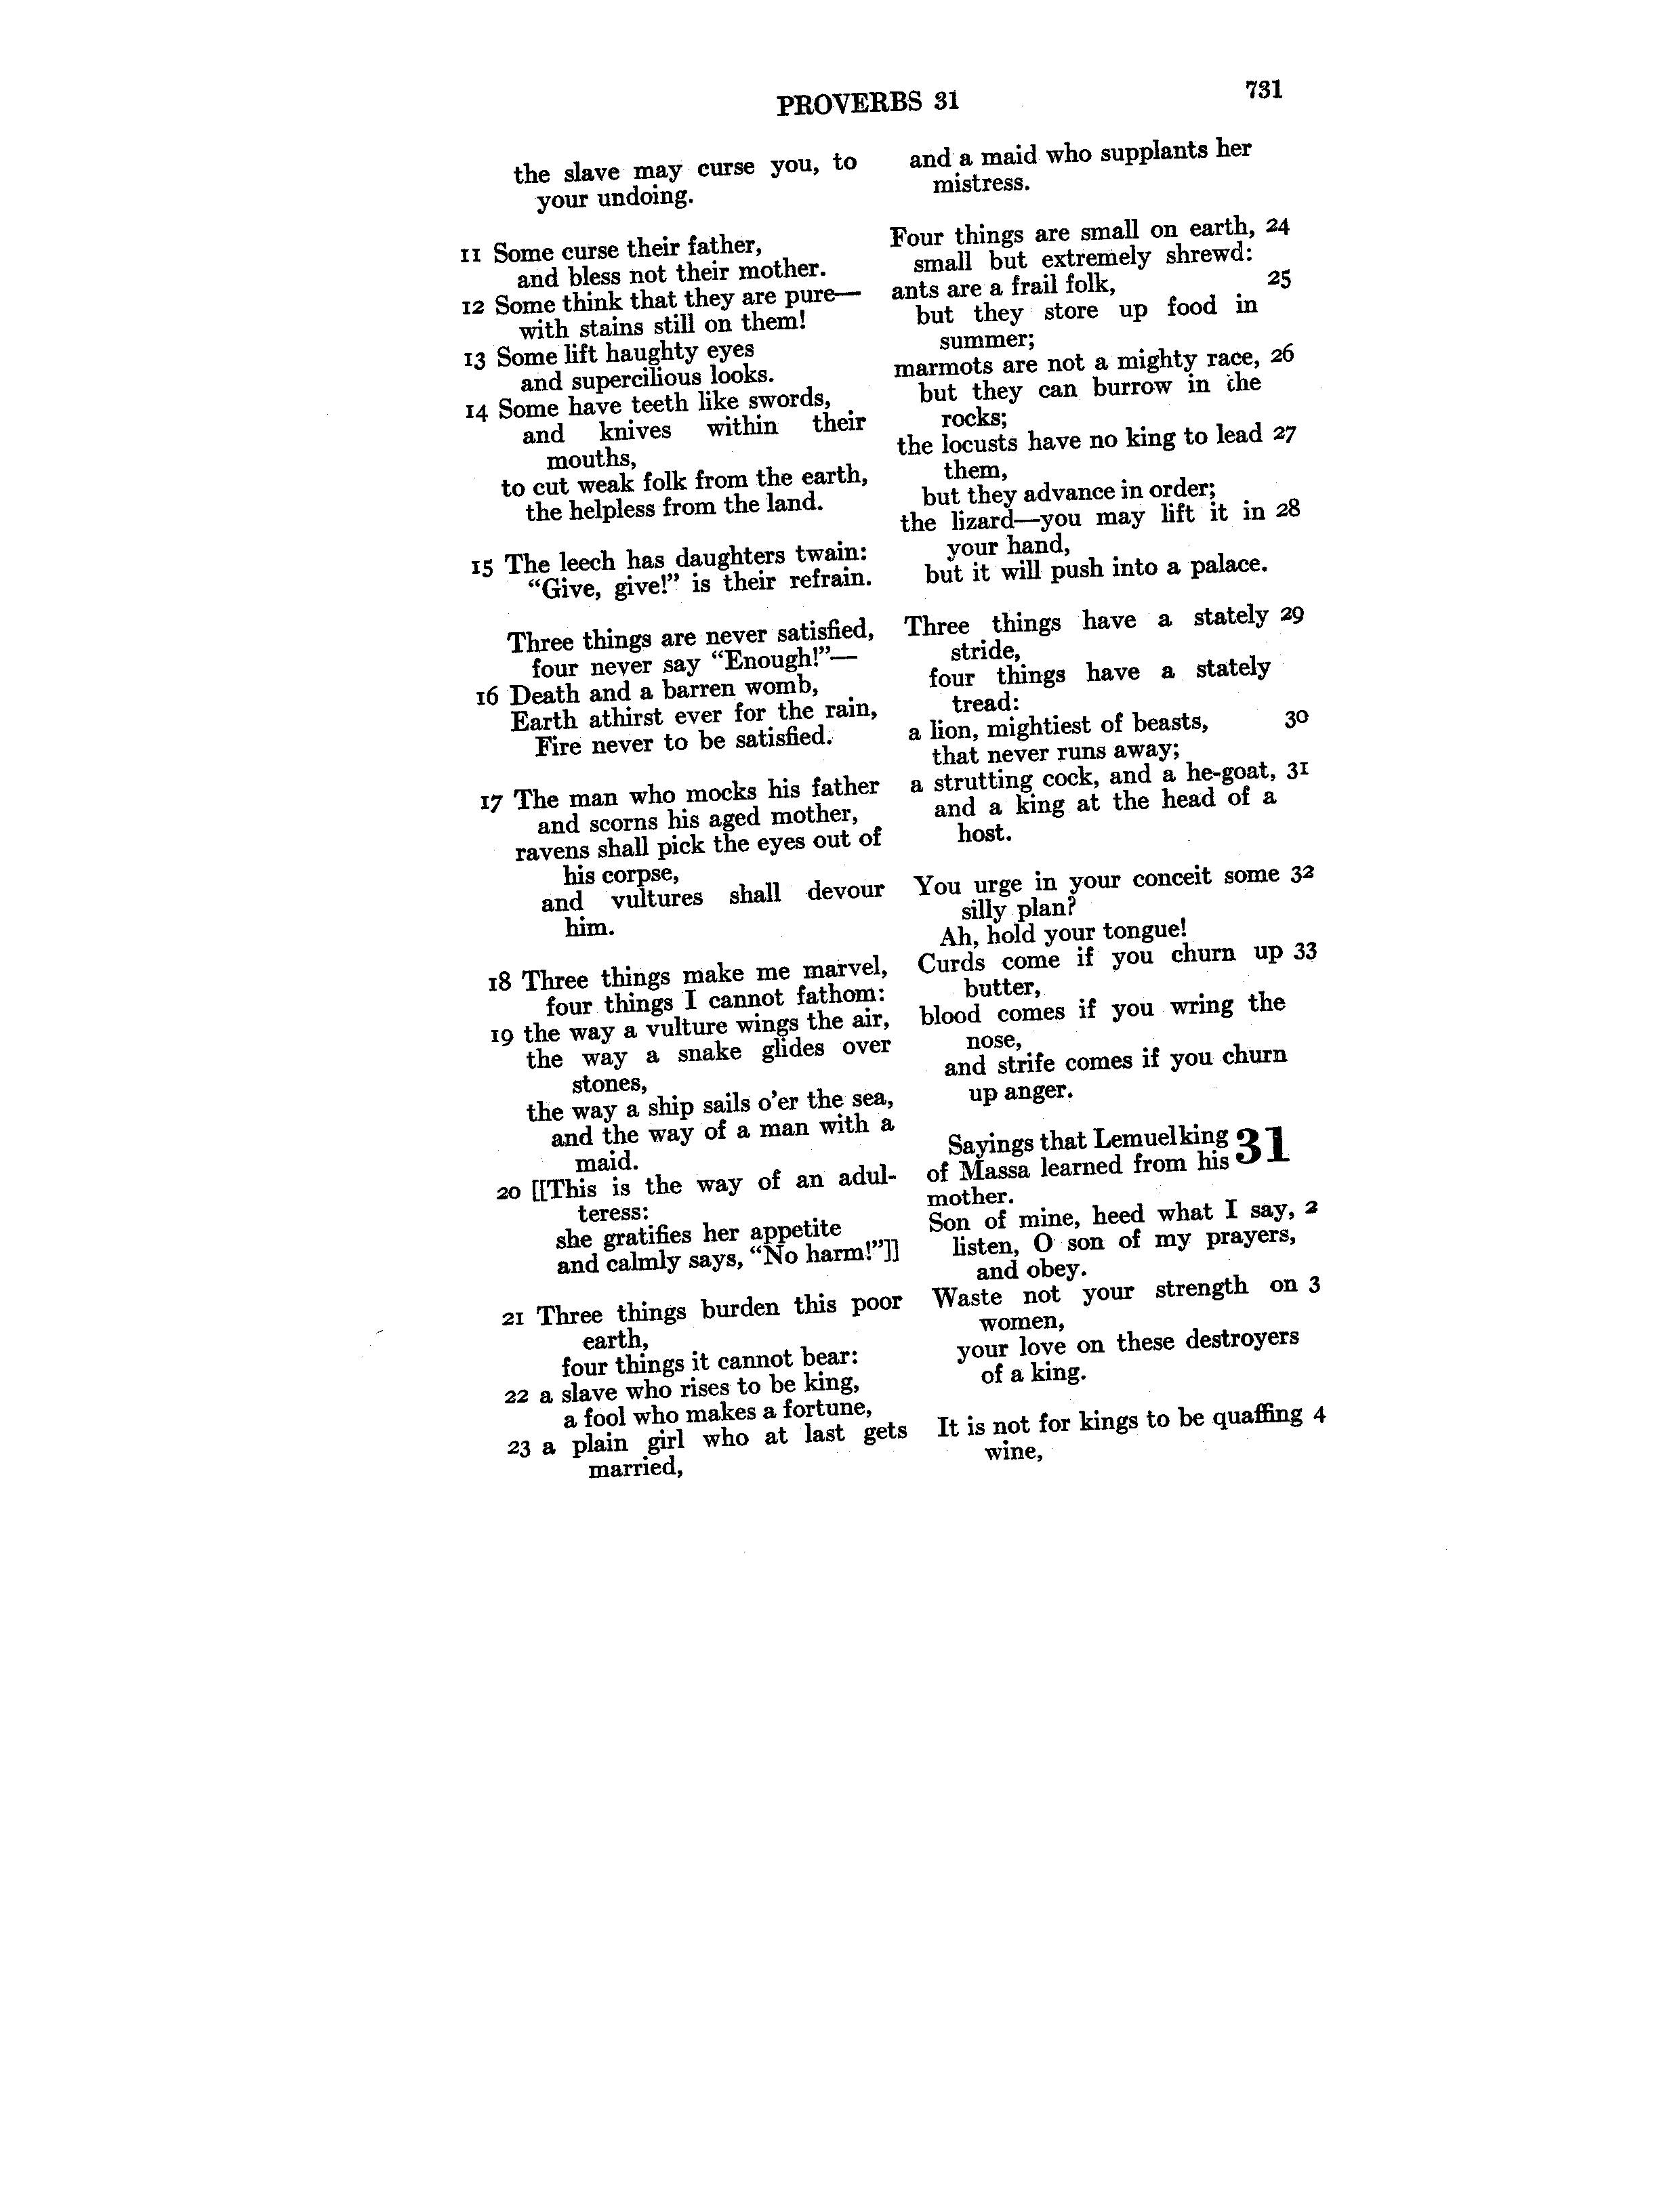 PROVERBS 31 731
the slave may curse you, to
your undoing.
11 Some curse their father,
and bless not their mother.
12 Some think that they are pure—
with stains still on them!
13 Some lift haughty eyes
and supercilious looks.
14 Some have teeth like swords,
and knives within their
mouths,
to cut weak folk from the earth,
the helpless from the land.
15 The leech has daughters twain:
“Give, give!” is their refrain.
Three things are never satisfied,
four never say “Enough!”—
16 Death and a barren womb,
Earth athirst ever for the rain,
Fire never to be satisfied.
17 The man who mocks his father
and scorns his aged mother,
ravens shall pick the eyes out of
his corpse,
and vultures shall devour
him.
18 Three things make me marvel,
four things I cannot fathom:
19 the way a vulture wings the air,
the way a snake glides over
stones,
the way a ship sails o’er the sea,
and the way of a man with a
maid.
20 [[This is the way of an adul-
teress:
she gratifies her appetite
and calmly says, “No harm!”]]
21 Three things burden this poor
earth,
four things it cannot bear:
22 a slave who rises to be king,
a fool who makes a fortune,
23 a plain girl who at last gets
married,
and a maid who supplants her
mistress.
Four things are small on earth, 24
small but extremely shrewd:
ants are a frail folk, 25
but they store up food in
summer;
marmots are not a mighty race, 26
but they can burrow in the
rocks;
the locusts have no king to lead 27
them,
but they advance in order;
the lizard—you may lift it in 28
your hand,
but it will push into a palace.
Three things have a stately 29
stride,
four things have a stately
tread:
a lion, mightiest of beasts, 30
that never runs away;
a strutting cock, and a he-goat, 31
and a king at the head of a
host.
You urge in your conceit some 32
silly plan?
Ah, hold your tongue!
Curds come if you churn up 33
butter,
blood comes if you wring the
nose,
and strife comes if you churn
up anger.
Sayings that Lemuel king 31
of Massa learned from his
mother.
Son of mine, heed what I say, 2
listen, O son of my prayers,
and obey.
Waste not your strength on 3
women,
your love on these destroyers
of a king.
It is not for kings to be quaffing 4
wine,